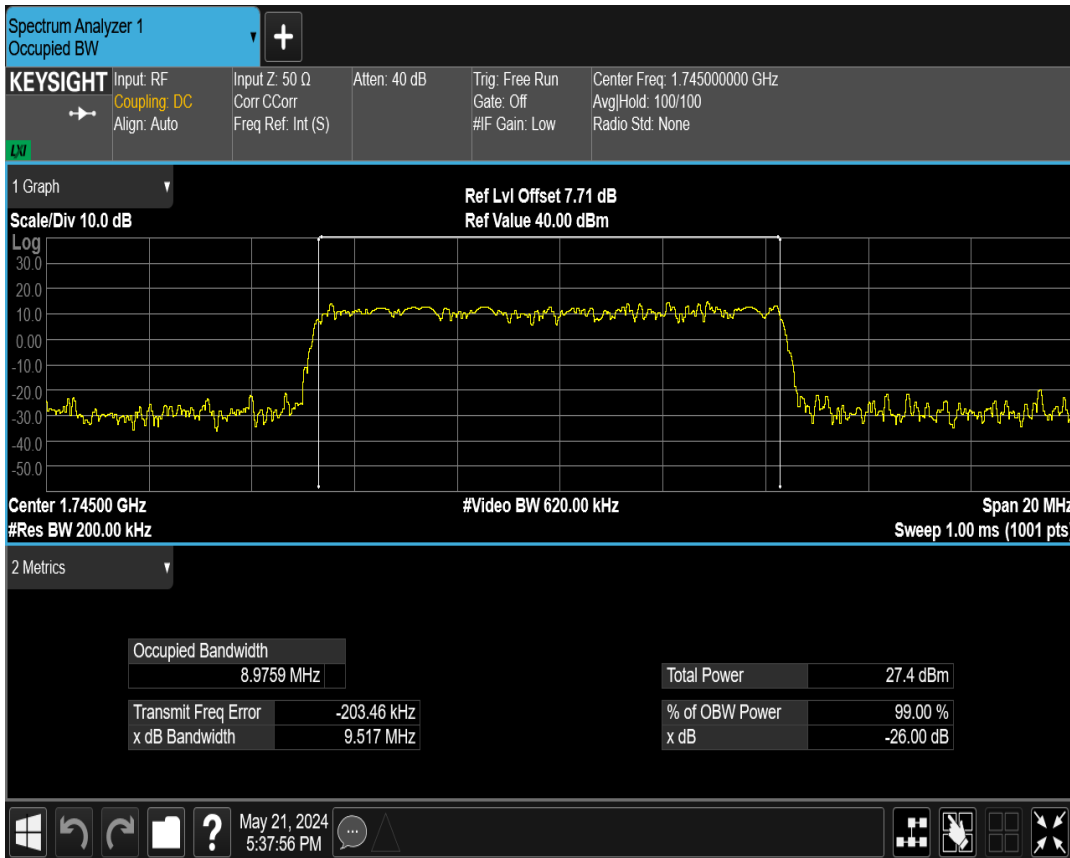 Spectrum Analyzer 1
Occupied BW
+
KEYSIGHT
LXI
Input: RF
Coupling: DC
Align: Auto
Input Z: 50 Ω
Corr CCorr
Freq Ref: Int (S)
Atten: 40 dB
Trig: Free Run
Gate: Off
#IF Gain: Low
Center Freq: 1.745000000 GHz
Avg|Hold: 100/100
Radio Std: None
1 Graph
Scale/Div 10.0 dB
Ref Lvl Offset 7.71 dB
Ref Value 40.00 dBm
Log
30.0
20.0
10.0
0.00
-10.0
-20.0
-30.0
-40.0
-50.0
Center 1.74500 GHz
#Video BW 620.00 kHz
Span 20 MHz
#Res BW 200.00 kHz
Sweep 1.00 ms (1001 pts)
2 Metrics
Occupied Bandwidth
8.9759 MHz
Total Power 27.4 dBm
Transmit Freq Error -203.46 kHz
% of OBW Power 99.00 %
x dB Bandwidth 9.517 MHz
x dB -26.00 dB
?
May 21, 2024
5:37:56 PM